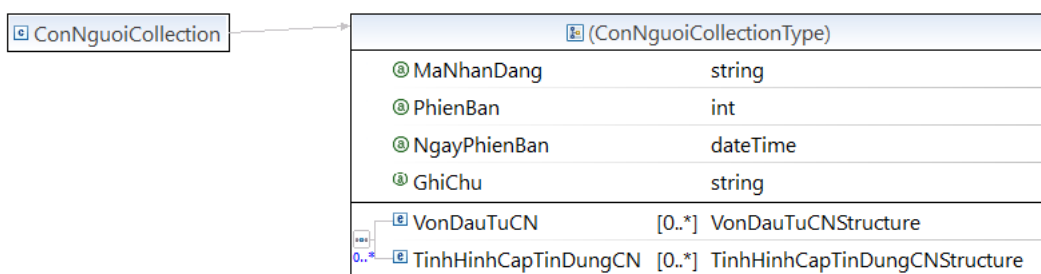 ConNguoiCollection
(ConNguoiCollectionType)
MaNhanDang string
PhienBan int
NgayPhienBan dateTime
GhiChu string
VonDauTuCN [0..*] VonDauTuCNStructure
0..*
TinhHinhCapTinDungCN [0..*] TinhHinhCapTinDungCNStructure